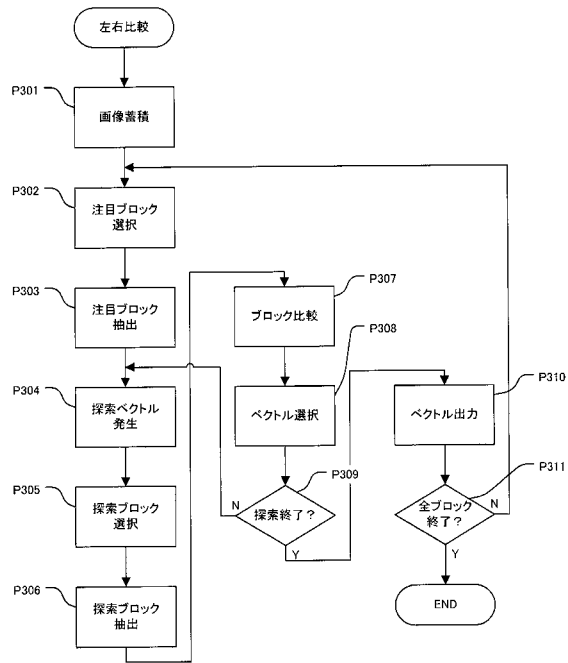 左右比較
P301
画像蓄積
P302
注目ブロック
選択
P303
注目ブロック
抽出
P304
探索ベクトル
発生
P305
探索ブロック
選択
P306
探索ブロック
抽出
P307
ブロック比較
P308
ベクトル選択
P309
探索終了?
N
Y
P310
ベクトル出力
P311
全ブロック
終了?
N
Y
END